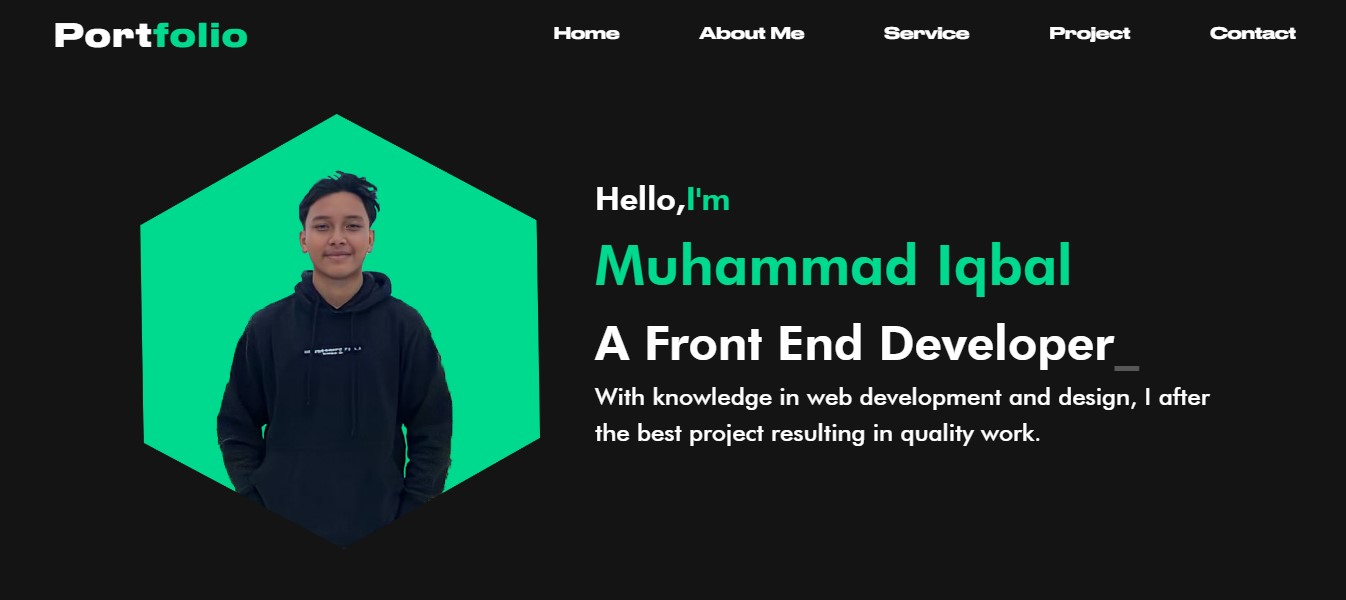 Portfolio
Home About Me Service Project Contact
Hello,I'm
Muhammad Iqbal
A Front End Developer_
With knowledge in web development and design, I after
the best project resulting in quality work.